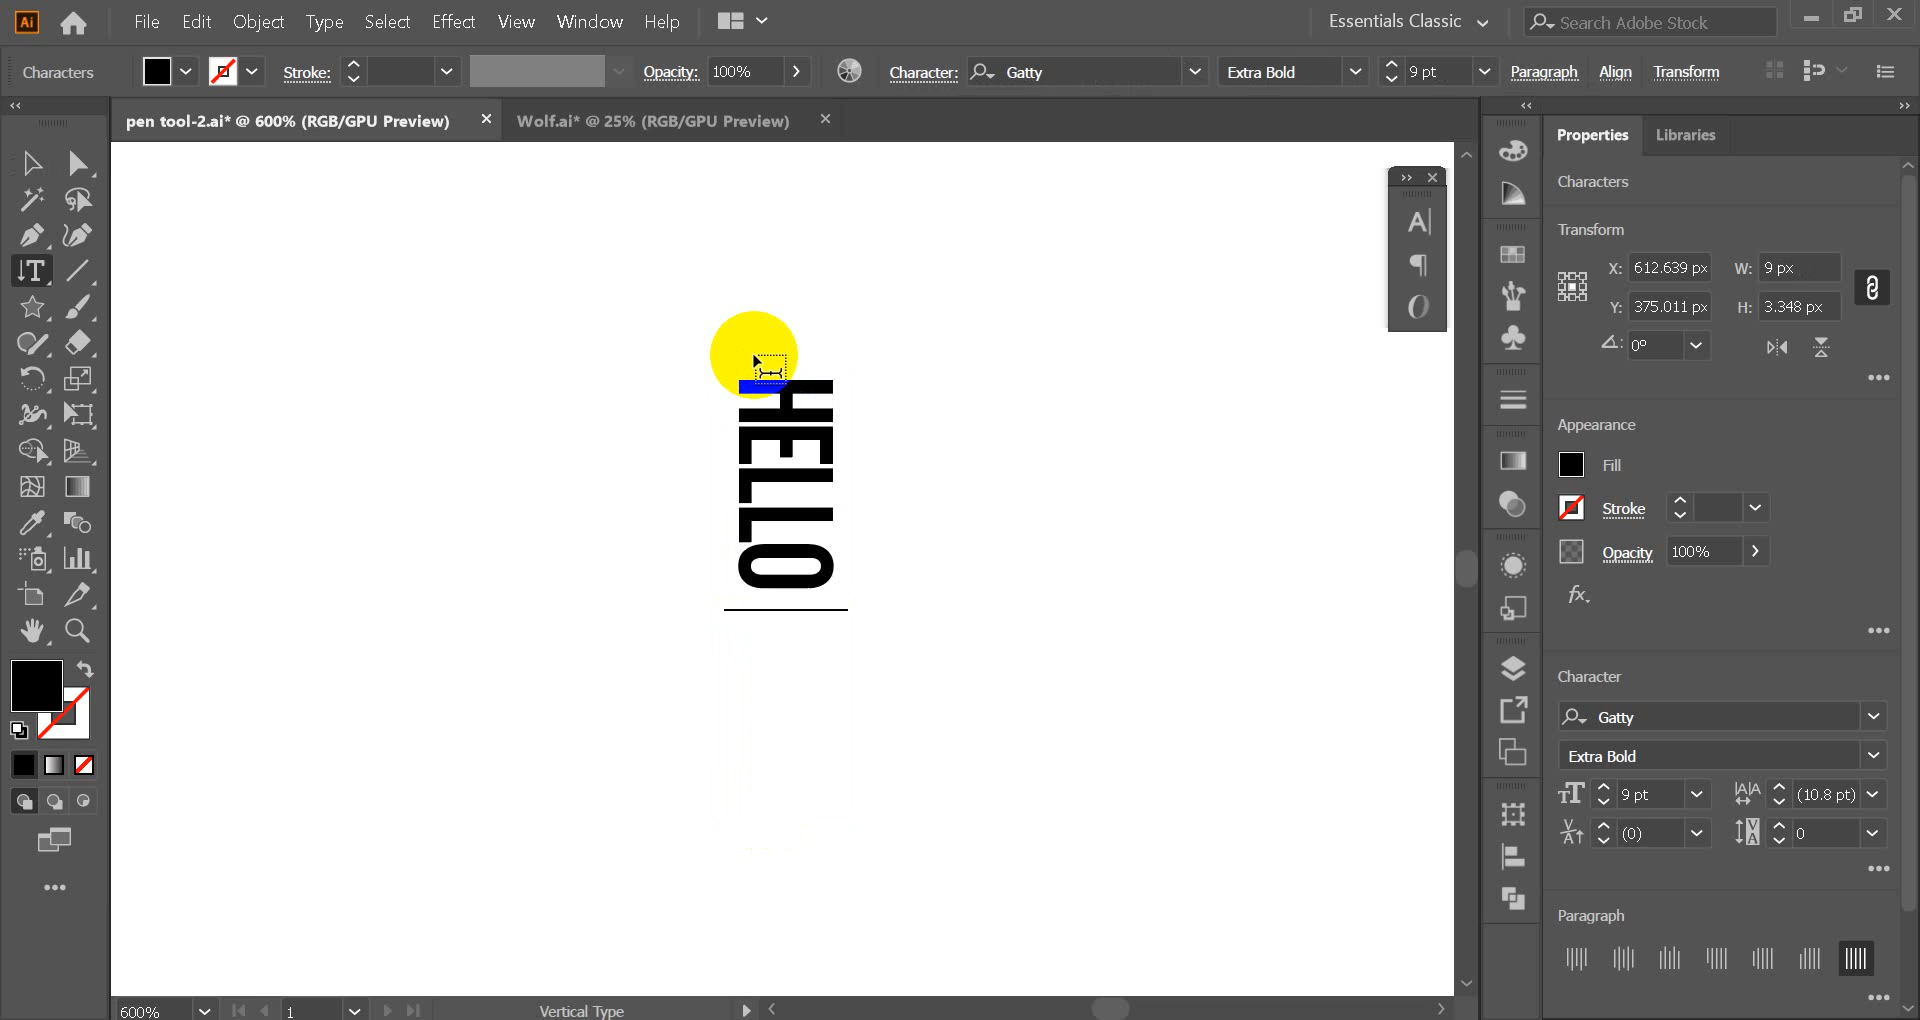 Ai File Edit Object Type Select Effect View Window Help Essentials Classic Search Adobe Stock
Characters Stroke: Opacity: 100% Character: Gatty Extra Bold 9 pt Paragraph Align Transform
pen tool-2.ai* @ 600% (RGB/GPU Preview) Wolf.ai* @ 25% (RGB/GPU Preview)
HELLO
Properties Libraries
Characters
Transform
X: 612.639 px W: 9 px
Y: 375.011 px H: 3.348 px
0°
Appearance
Fill
Stroke
Opacity 100%
fx.
Character
Gatty
Extra Bold
9 pt (10.8 pt)
(0) 0
Paragraph
600% 1 Vertical Type